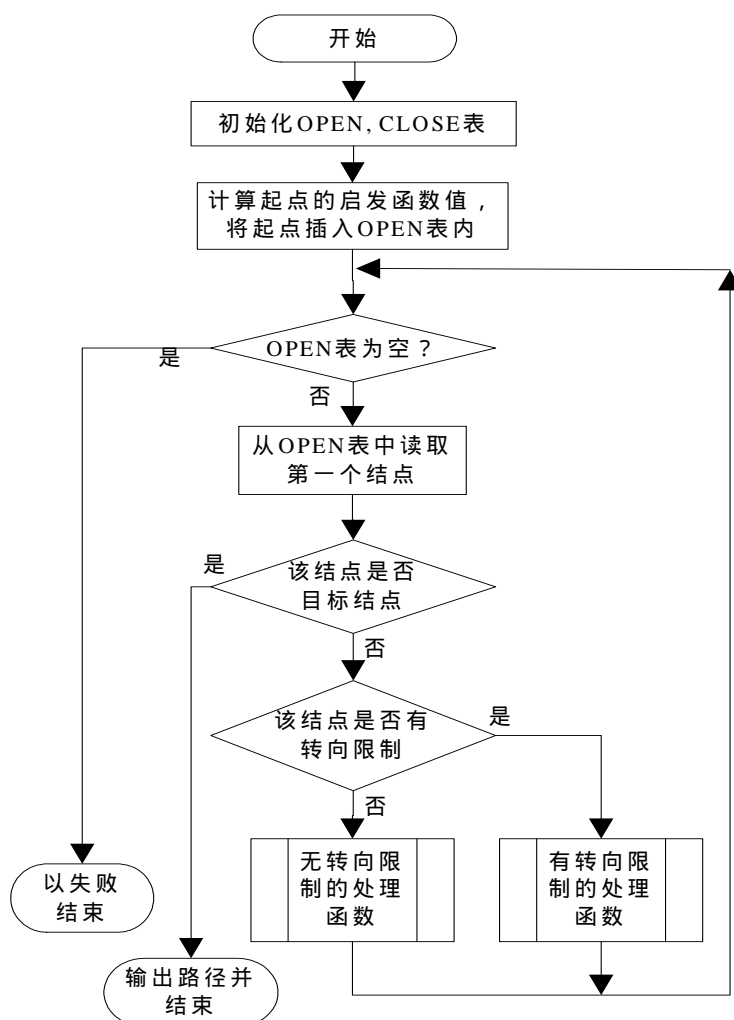 开始
初始化OPEN, CLOSE表
计算起点的启发函数值，
将起点插入OPEN表内
OPEN表为空？
是
否
从OPEN表中读取
第一个结点
是
该结点是否
目标结点
否
该结点是否有
转向限制
是
否
无转向限
制的处理
函数
有转向限
制的处理
函数
以失败
结束
输出路径并
结束